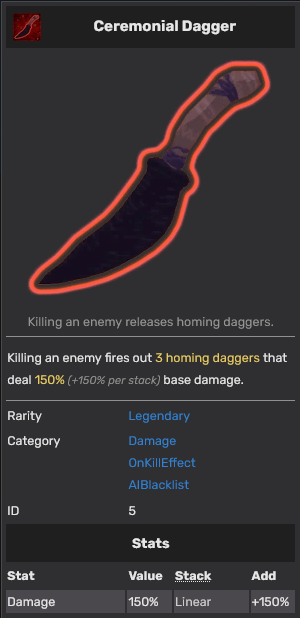 Ceremonial Dagger
Killing an enemy releases homing daggers.
Killing an enemy fires out 3 homing daggers that
deal 150% (+150% per stack) base damage.
Rarity Legendary
Category Damage
OnKillEffect
AIBlacklist
ID 5
Stats
Stat Value Stack Add
Damage 150% Linear +150%